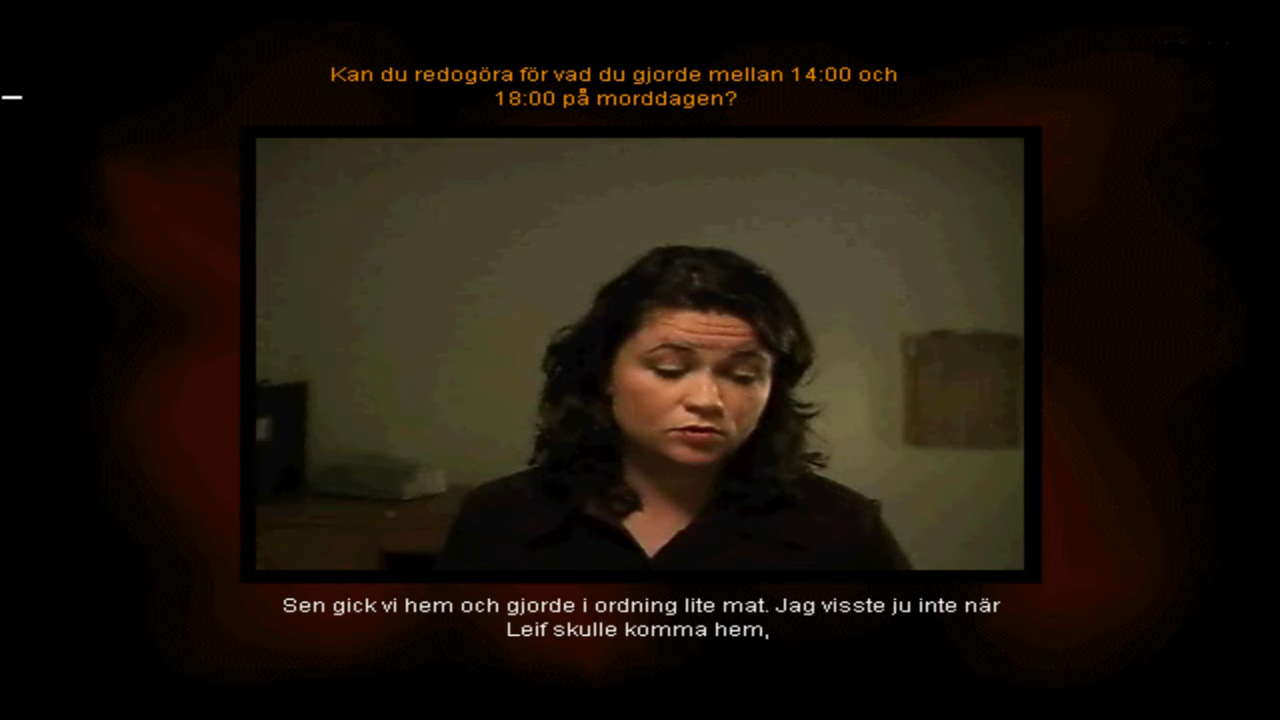 Kan du redogöra för vad du gjorde mellan 14:00 och
18:00 på morddagen?
Sen gick vi hem och gjorde i ordning lite mat. Jag visste ju inte när
Leif skulle komma hem,